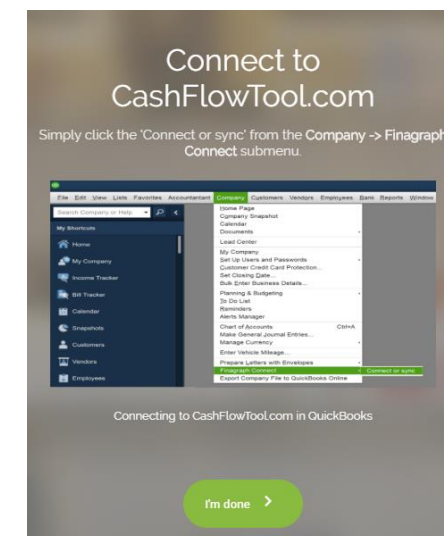 Connect to
CashFlowTool.com
Simply click the 'Connect or sync' from the Company -> Finagraph
Connect submenu.
File Edit View Lists Favorites Accountant Company Customers Vendors Employees Bank Reports Window
Search Company or Help
My Shortcuts
Home
My Company
Income Tracker
Bill Tracker
Calendar
Snapshots
Customers
Vendors
Employees
Home Page
Company Snapshot
Calendar
Documents
Lead Center
My Company
Set Up Users and Passwords
Customer Credit Card Protection...
Set Closing Date...
Bulk Enter Business Details...
Planning & Budgeting
To Do List
Reminders
Alerts Manager
Chart of Accounts Ctrl+A
Make General Journal Entries...
Manage Currency
Enter Vehicle Mileage...
Prepare Letters with Envelopes
Finagraph Connect Connect or sync
Export Company File to QuickBooks Online
Connecting to CashFlowTool.com in QuickBooks
I'm done